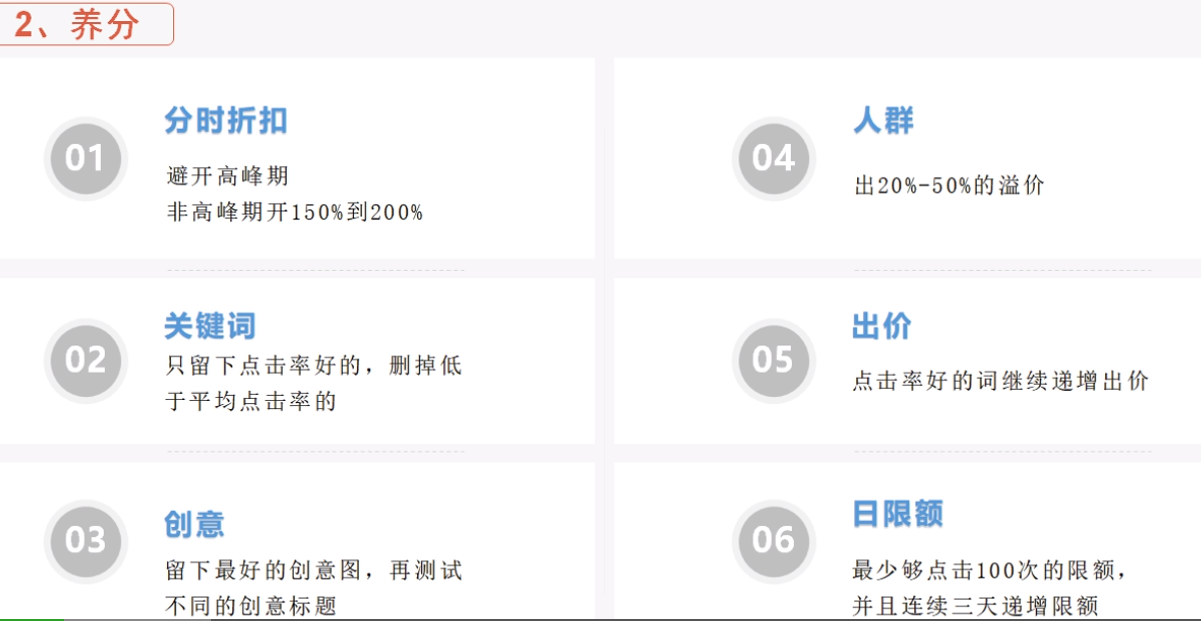 2、养分
01
分时折扣
避开高峰期
非高峰期开150%到200%
02
关键词
只留下点击率好的，删掉低
于平均点击率的
03
创意
留下最好的创意图，再测试
不同的创意标题
04
人群
出20%-50%的溢价
05
出价
点击率好的词继续递增出价
06
日限额
最少够点击100次的限额，
并且连续三天递增限额